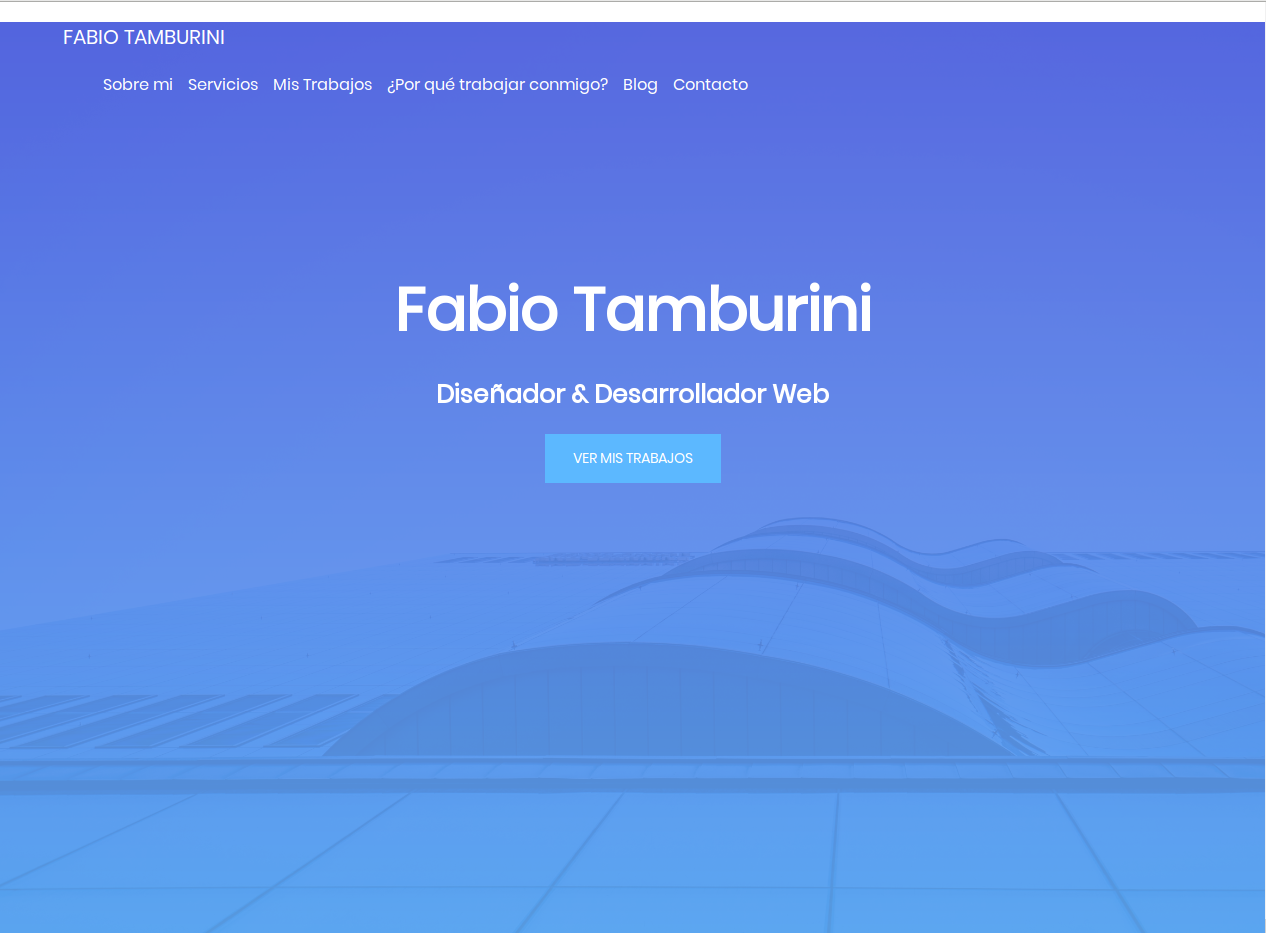 FABIO TAMBURINI
Sobre mi Servicios Mis Trabajos ¿Por qué trabajar conmigo? Blog Contacto
Fabio Tamburini
Diseñador & Desarrollador Web
VER MIS TRABAJOS